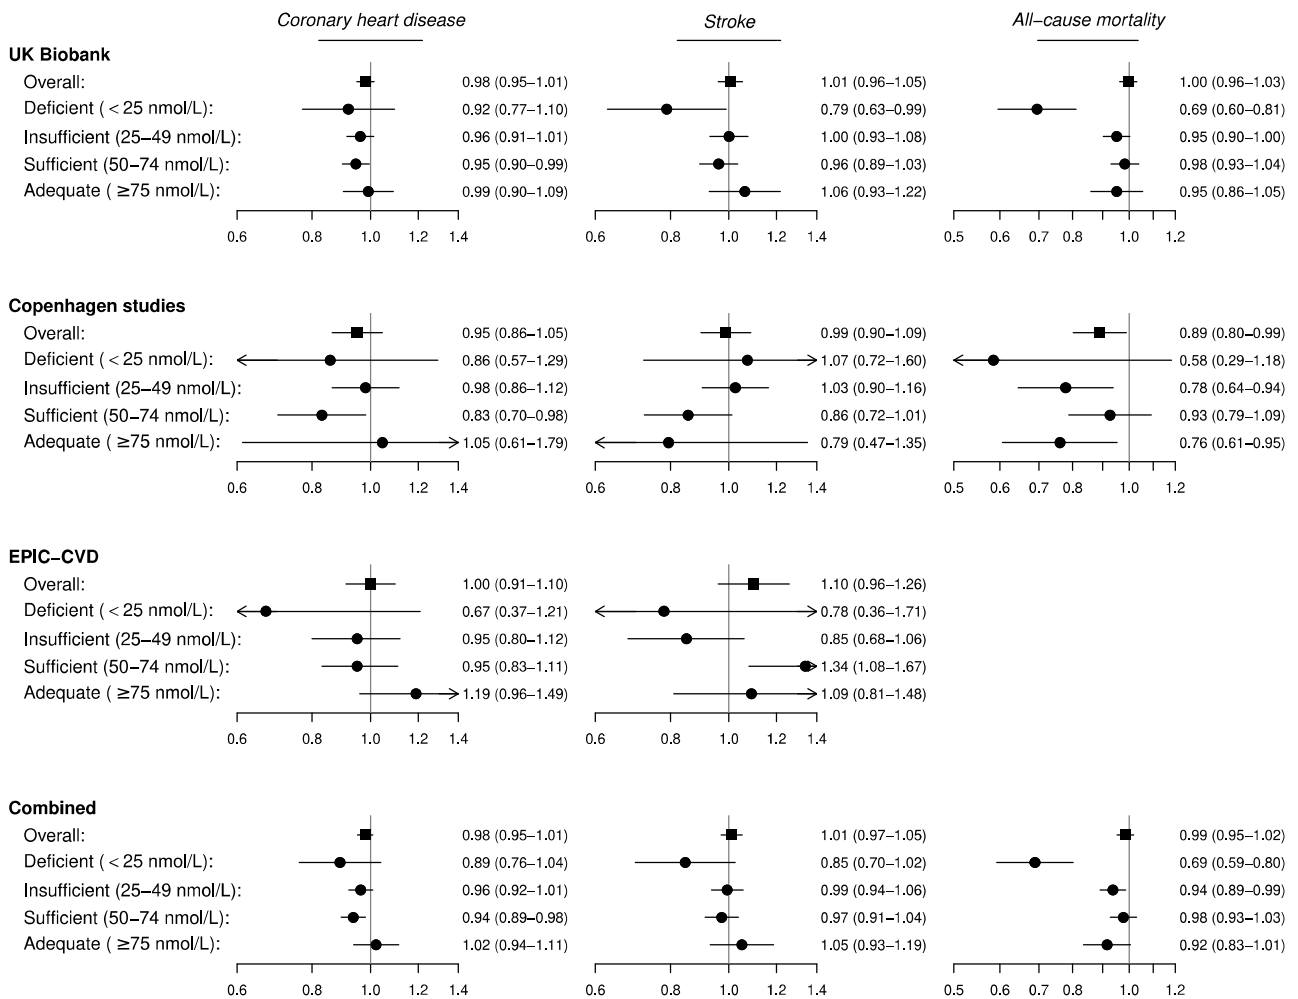 Coronary heart disease Stroke All−cause mortality
UK Biobank
Overall: 0.98 (0.95−1.01) 1.01 (0.96−1.05) 1.00 (0.96−1.03)
Deficient ( < 25 nmol/L): 0.92 (0.77−1.10) 0.79 (0.63−0.99) 0.69 (0.60−0.81)
Insufficient (25−49 nmol/L): 0.96 (0.91−1.01) 1.00 (0.93−1.08) 0.95 (0.90−1.00)
Sufficient (50−74 nmol/L): 0.95 (0.90−0.99) 0.96 (0.89−1.03) 0.98 (0.93−1.04)
Adequate ( ≥75 nmol/L): 0.99 (0.90−1.09) 1.06 (0.93−1.22) 0.95 (0.86−1.05)
0.6 0.8 1.0 1.2 1.4 0.6 0.8 1.0 1.2 1.4 0.5 0.6 0.7 0.8 1.0 1.2
Copenhagen studies
Overall: 0.95 (0.86−1.05) 0.99 (0.90−1.09) 0.89 (0.80−0.99)
Deficient ( < 25 nmol/L): 0.86 (0.57−1.29) 1.07 (0.72−1.60) 0.58 (0.29−1.18)
Insufficient (25−49 nmol/L): 0.98 (0.86−1.12) 1.03 (0.90−1.16) 0.78 (0.64−0.94)
Sufficient (50−74 nmol/L): 0.83 (0.70−0.98) 0.86 (0.72−1.01) 0.93 (0.79−1.09)
Adequate ( ≥75 nmol/L): 1.05 (0.61−1.79) 0.79 (0.47−1.35) 0.76 (0.61−0.95)
0.6 0.8 1.0 1.2 1.4 0.6 0.8 1.0 1.2 1.4 0.5 0.6 0.7 0.8 1.0 1.2
EPIC−CVD
Overall: 1.00 (0.91−1.10) 1.10 (0.96−1.26)
Deficient ( < 25 nmol/L): 0.67 (0.37−1.21) 0.78 (0.36−1.71)
Insufficient (25−49 nmol/L): 0.95 (0.80−1.12) 0.85 (0.68−1.06)
Sufficient (50−74 nmol/L): 0.95 (0.83−1.11) 1.34 (1.08−1.67)
Adequate ( ≥75 nmol/L): 1.19 (0.96−1.49) 1.09 (0.81−1.48)
0.6 0.8 1.0 1.2 1.4 0.6 0.8 1.0 1.2 1.4
Combined
Overall: 0.98 (0.95−1.01) 1.01 (0.97−1.05) 0.99 (0.95−1.02)
Deficient ( < 25 nmol/L): 0.89 (0.76−1.04) 0.85 (0.70−1.02) 0.69 (0.59−0.80)
Insufficient (25−49 nmol/L): 0.96 (0.92−1.01) 0.99 (0.94−1.06) 0.94 (0.89−0.99)
Sufficient (50−74 nmol/L): 0.94 (0.89−0.98) 0.97 (0.91−1.04) 0.98 (0.93−1.03)
Adequate ( ≥75 nmol/L): 1.02 (0.94−1.11) 1.05 (0.93−1.19) 0.92 (0.83−1.01)
0.6 0.8 1.0 1.2 1.4 0.6 0.8 1.0 1.2 1.4 0.5 0.6 0.7 0.8 1.0 1.2